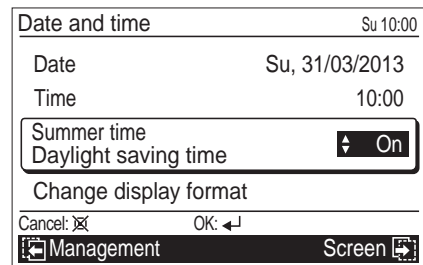 Date and time Su 10:00
Date Su, 31/03/2013
Time 10:00
Summer time
Daylight saving time On
Change display format
Cancel: OK:
Management Screen